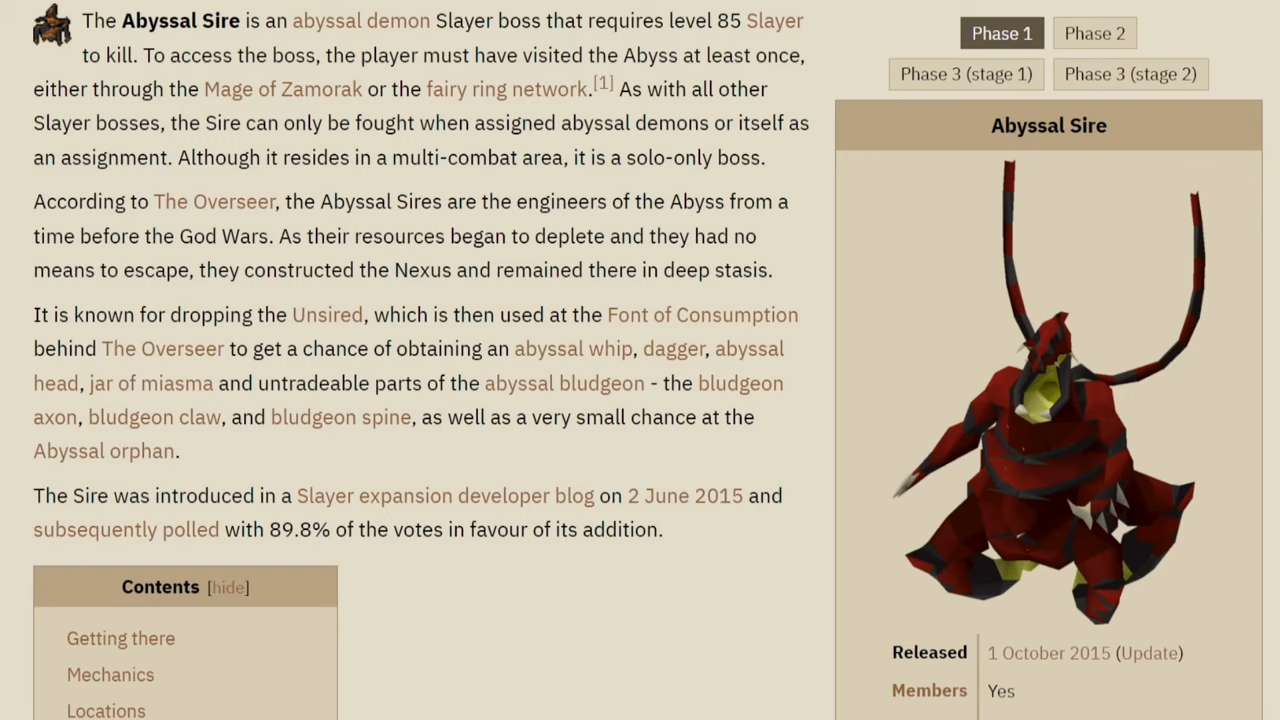 The Abyssal Sire is an abyssal demon Slayer boss that requires level 85 Slayer
to kill. To access the boss, the player must have visited the Abyss at least once,
either through the Mage of Zamorak or the fairy ring network.[1] As with all other
Slayer bosses, the Sire can only be fought when assigned abyssal demons or itself as
an assignment. Although it resides in a multi-combat area, it is a solo-only boss.
According to The Overseer, the Abyssal Sires are the engineers of the Abyss from a
time before the God Wars. As their resources began to deplete and they had no
means to escape, they constructed the Nexus and remained there in deep stasis.
It is known for dropping the Unsired, which is then used at the Font of Consumption
behind The Overseer to get a chance of obtaining an abyssal whip, dagger, abyssal
head, jar of miasma and untradeable parts of the abyssal bludgeon - the bludgeon
axon, bludgeon claw, and bludgeon spine, as well as a very small chance at the
Abyssal orphan.
The Sire was introduced in a Slayer expansion developer blog on 2 June 2015 and
subsequently polled with 89.8% of the votes in favour of its addition.
Contents [hide]
Getting there
Mechanics
Locations
Phase 1 Phase 2
Phase 3 (stage 1) Phase 3 (stage 2)
Abyssal Sire
Released 1 October 2015 (Update)
Members Yes